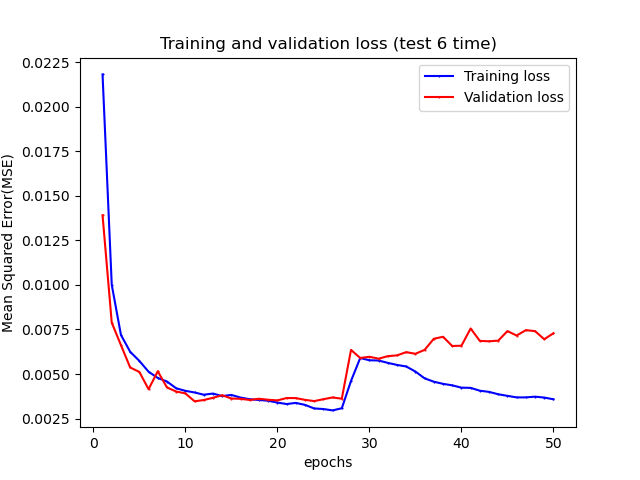 Training and validation loss (test 6 time)
Training loss
Validation loss
Mean Squared Error(MSE)
0.0225
0.0200
0.0175
0.0150
0.0125
0.0100
0.0075
0.0050
0.0025
0 10 20 30 40 50
epochs